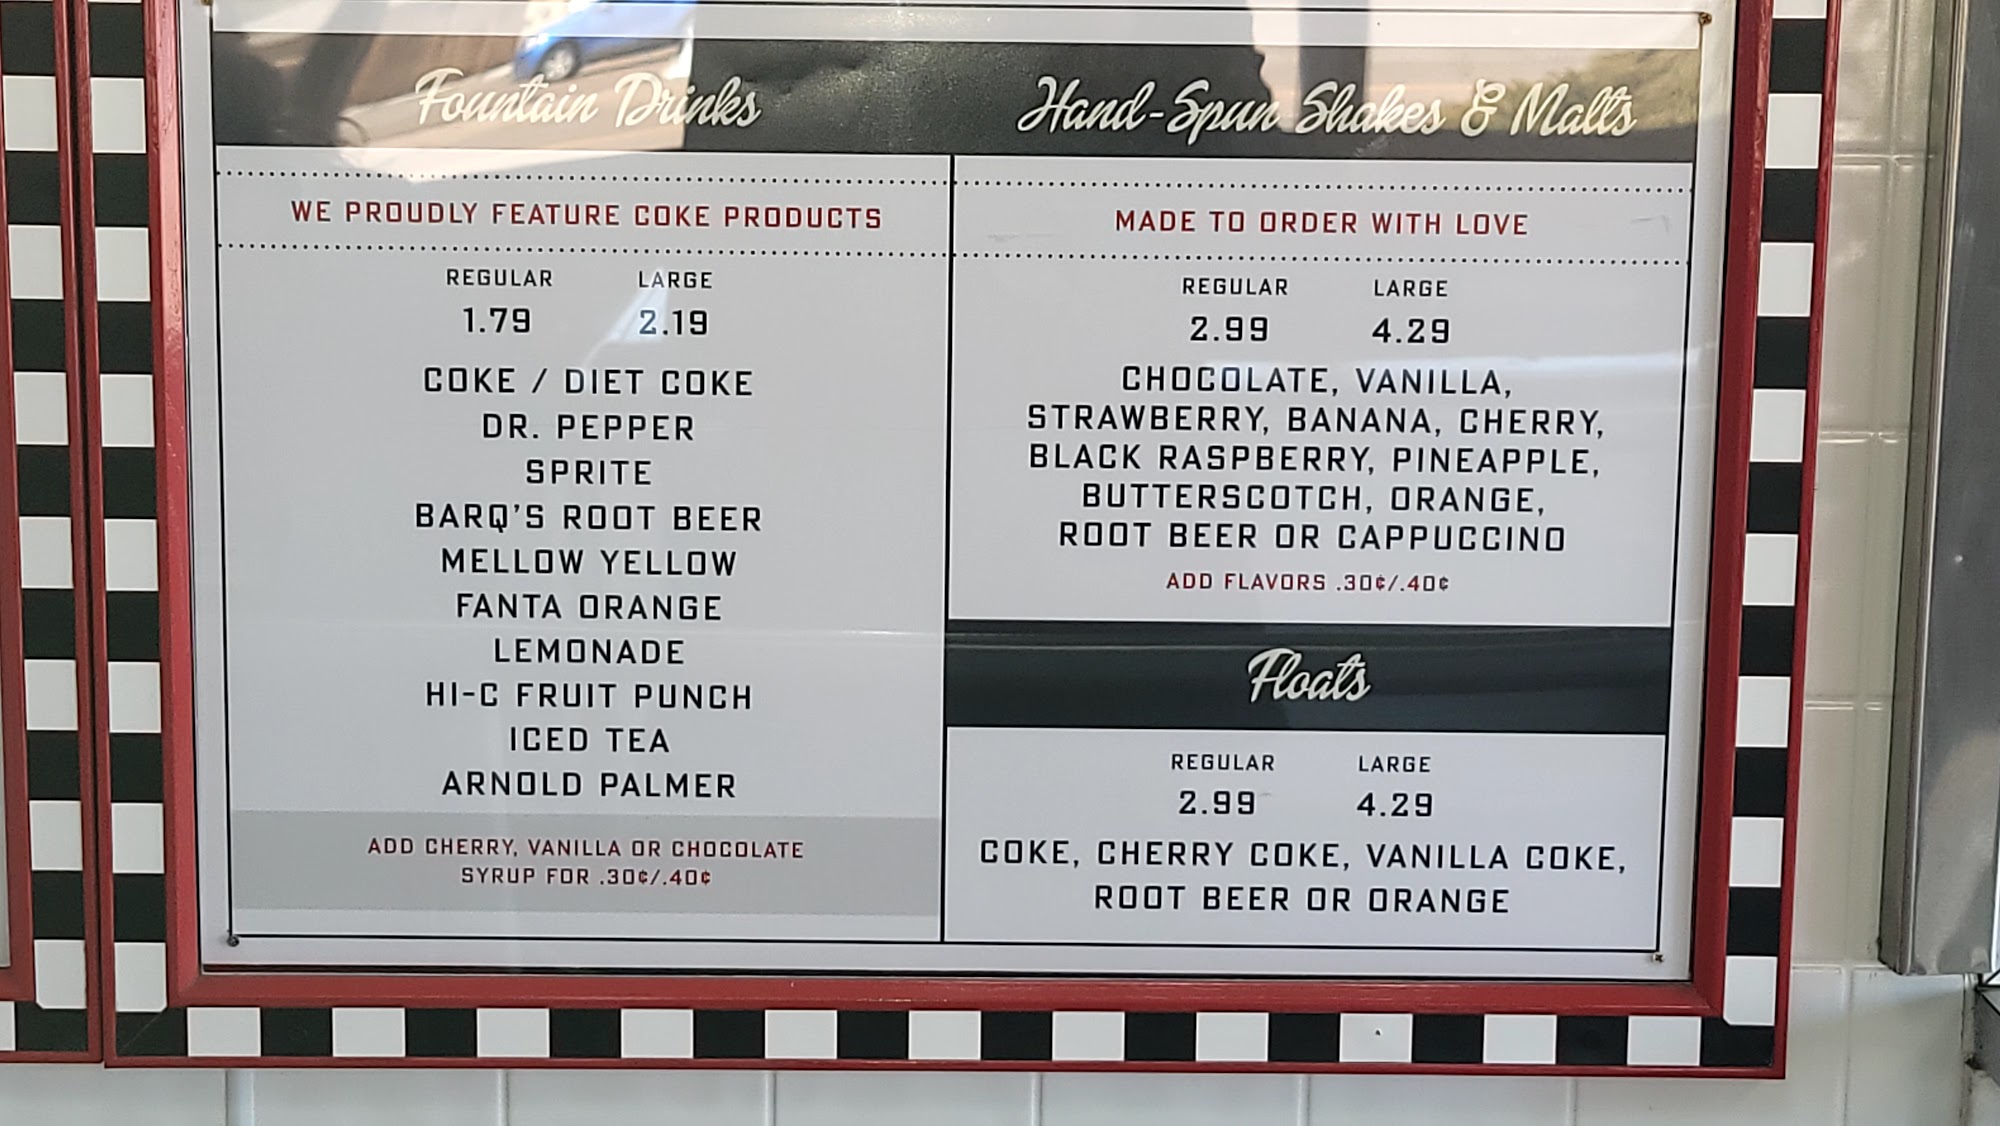 Fountain Drinks
WE PROUDLY FEATURE COKE PRODUCTS
REGULAR LARGE
1.79 2.19
COKE / DIET COKE
DR. PEPPER
SPRITE
BARQ'S ROOT BEER
MELLOW YELLOW
FANTA ORANGE
LEMONADE
HI-C FRUIT PUNCH
ICED TEA
ARNOLD PALMER
ADD CHERRY, VANILLA OR CHOCOLATE
SYRUP FOR .30¢/.40¢
Hand-Spun Shakes & Malts
MADE TO ORDER WITH LOVE
REGULAR LARGE
2.99 4.29
CHOCOLATE, VANILLA,
STRAWBERRY, BANANA, CHERRY,
BLACK RASPBERRY, PINEAPPLE,
BUTTERSCOTCH, ORANGE,
ROOT BEER OR CAPPUCCINO
ADD FLAVORS .30¢/.40¢
Floats
REGULAR LARGE
2.99 4.29
COKE, CHERRY COKE, VANILLA COKE,
ROOT BEER OR ORANGE